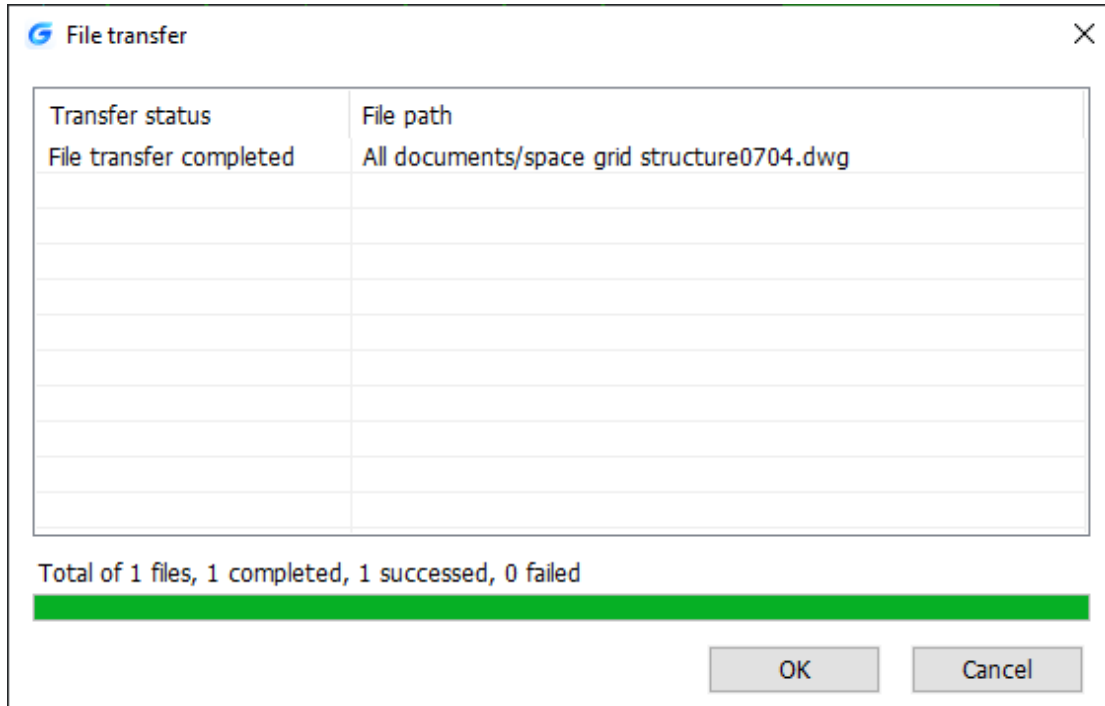 File transfer
Transfer status File path
File transfer completed All documents/space grid structure0704.dwg
Total of 1 files, 1 completed, 1 successed, 0 failed
OK Cancel